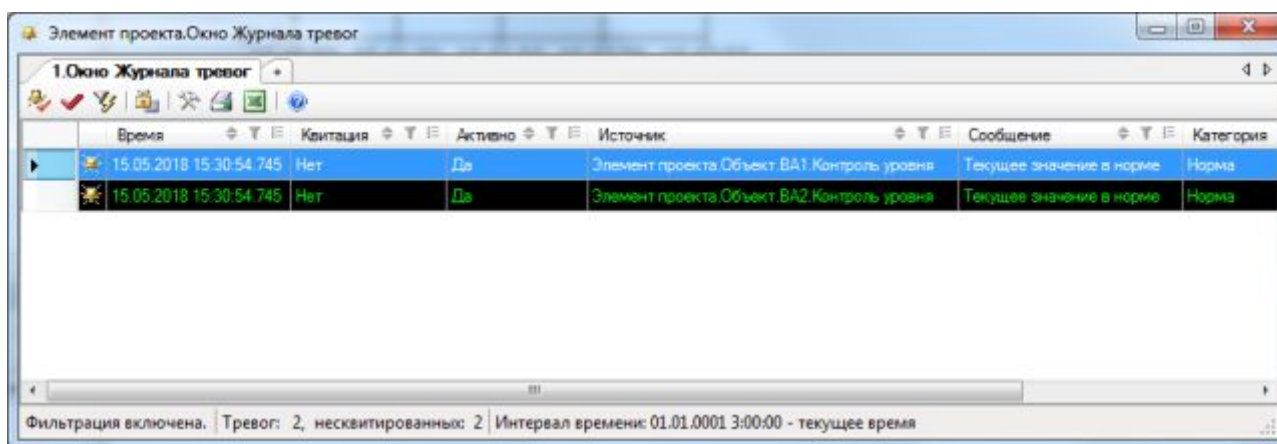 Элемент проекта.Окно Журнала тревог
1.Окно Журнала тревог +
Время Квитация Активно Источник Сообщение Категория
15.05.2018 15:30:54.745 Нет Да Элемент проекта.Объект.ВА1.Контроль уровня Текущее значение в норме Норма
15.05.2018 15:30:54.745 Нет Да Элемент проекта.Объект.ВА2.Контроль уровня Текущее значение в норме Норма
Фильтрация включена. Тревог: 2, несквитированных: 2 Интервал времени: 01.01.0001 3:00:00 - текущее время